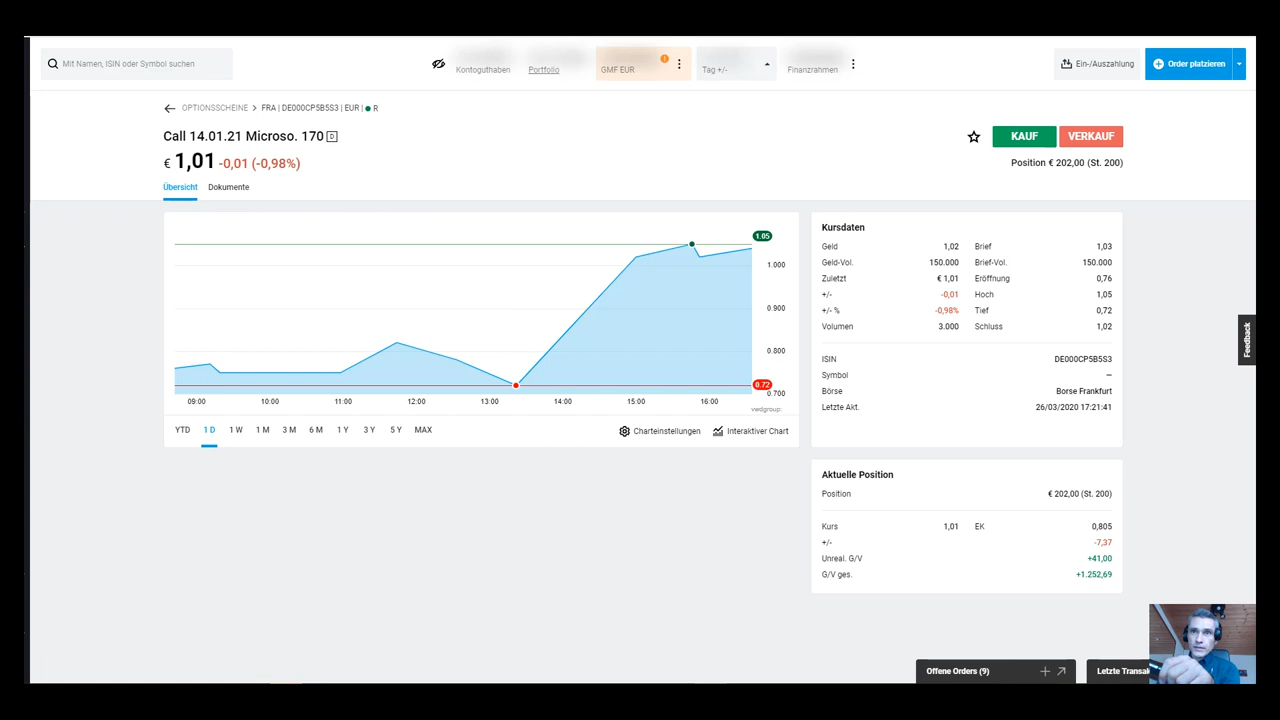 Mit Namen, ISIN oder Symbol suchen
Kontoguthaben
Portfolio
GMF EUR
Tag +/-
Finanzrahmen
Ein-/Auszahlung
Order platzieren
OPTIONSSCHEINE > FRA | DE000CP5B5S3 | EUR | R
Call 14.01.21 Microso. 170 D
€ 1,01 -0,01 (-0,98%)
KAUF
VERKAUF
Position € 202,00 (St. 200)
Übersicht
Dokumente
1.05
1.000
0.900
0.800
0.72
0.700
09:00 10:00 11:00 12:00 13:00 14:00 15:00 16:00
vwdgroup:
YTD 1 D 1 W 1 M 3 M 6 M 1 Y 3 Y 5 Y MAX
Charteinstellungen
Interaktiver Chart
Kursdaten
Geld 1,02 Brief 1,03
Geld-Vol. 150.000 Brief-Vol. 150.000
Zuletzt € 1,01 Eröffnung 0,76
+/- -0,01 Hoch 1,05
+/- % -0,98% Tief 0,72
Volumen 3.000 Schluss 1,02
ISIN DE000CP5B5S3
Symbol —
Börse Borse Frankfurt
Letzte Akt. 26/03/2020 17:21:41
Aktuelle Position
Position € 202,00 (St. 200)
Kurs 1,01 EK 0,805
+/- -7,37
Unreal. G/V +41,00
G/V ges. +1.252,69
Feedback
Offene Orders (9)
Letzte Transak